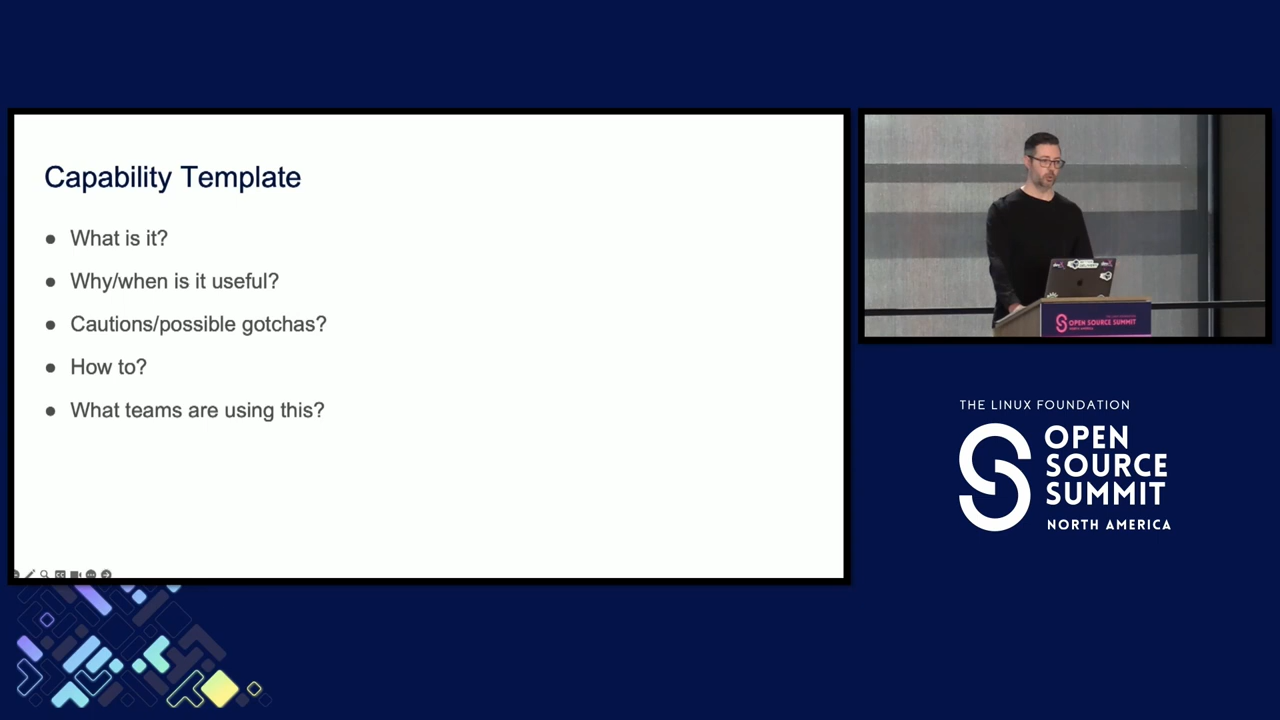 Capability Template
● What is it?
● Why/when is it useful?
● Cautions/possible gotchas?
● How to?
● What teams are using this?
OPEN SOURCE SUMMIT
THE LINUX FOUNDATION
OPEN
SOURCE
SUMMIT
NORTH AMERICA